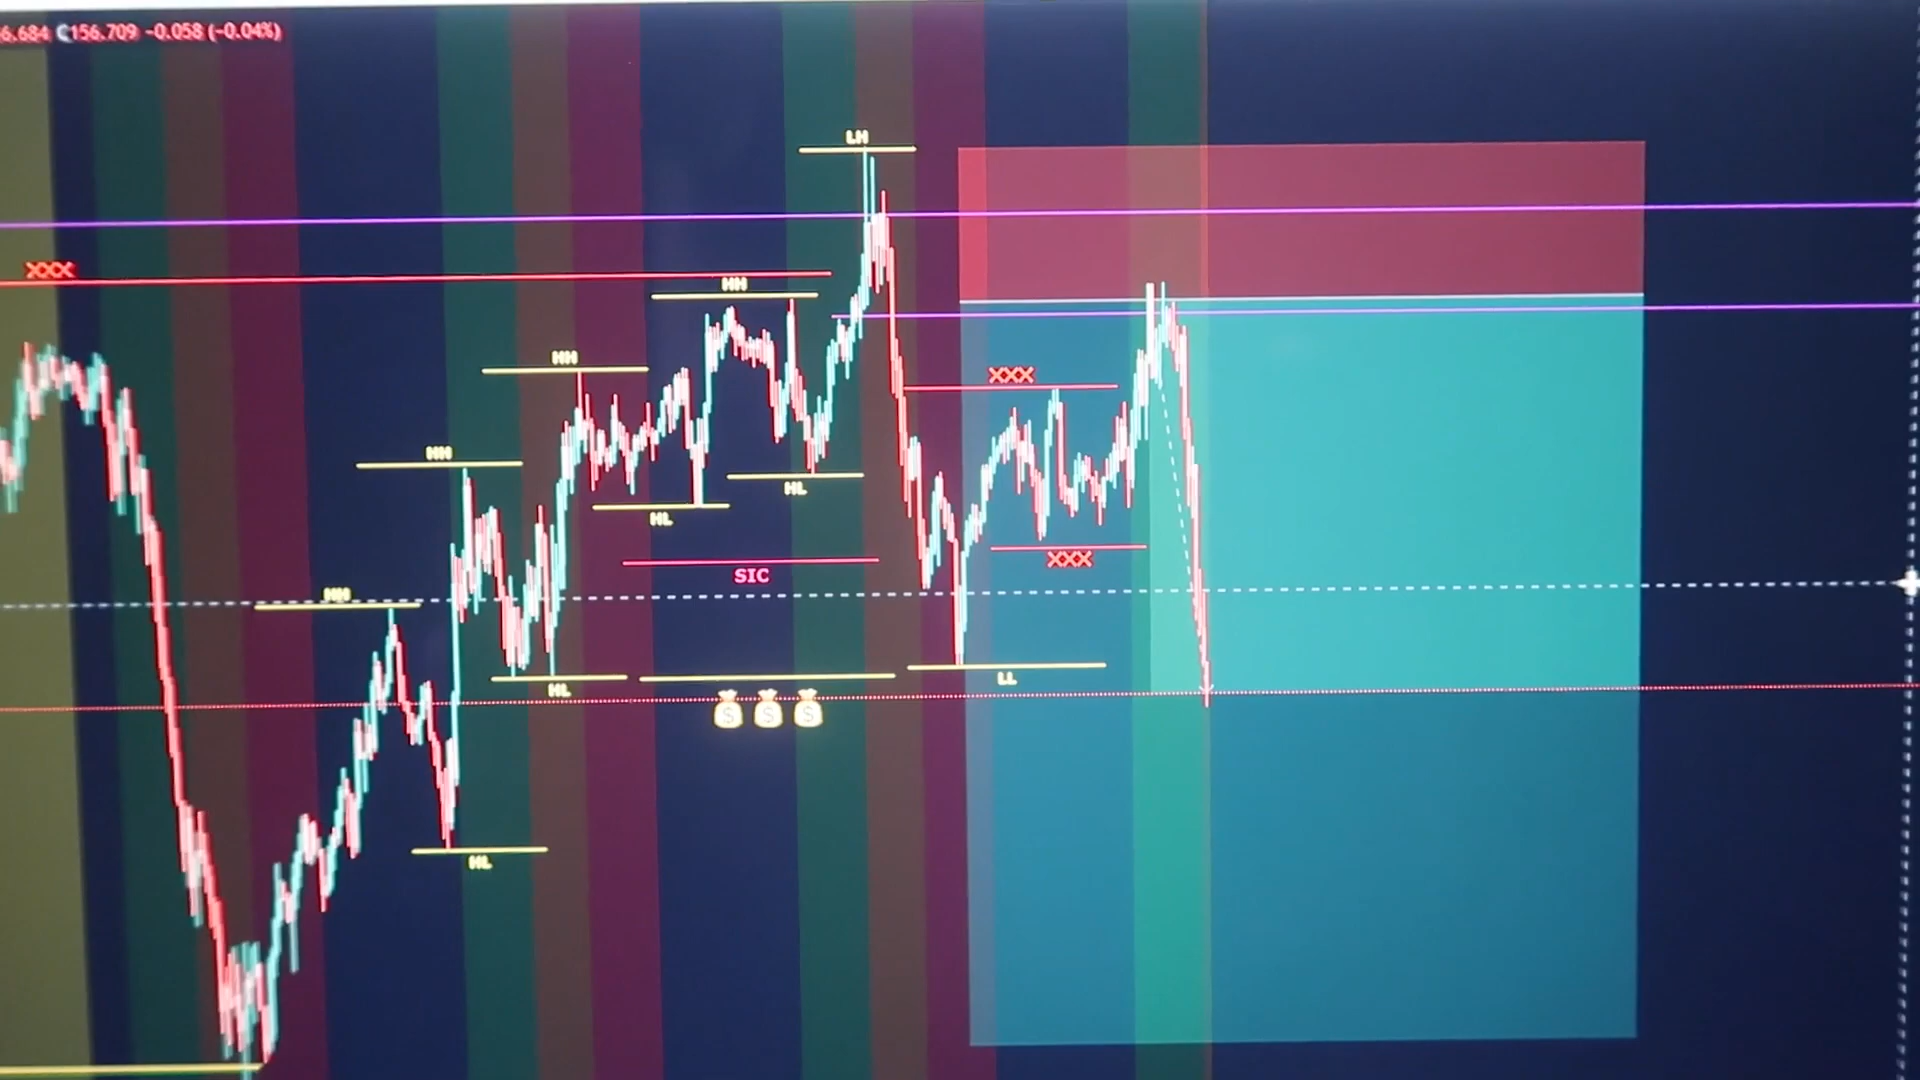 6.684 C156.709 −0.058 (−0.04%)
LH
XXX
HH
HH
XXX
HH
HL
HL
XXX
SIC
HH
LL
HL
HL